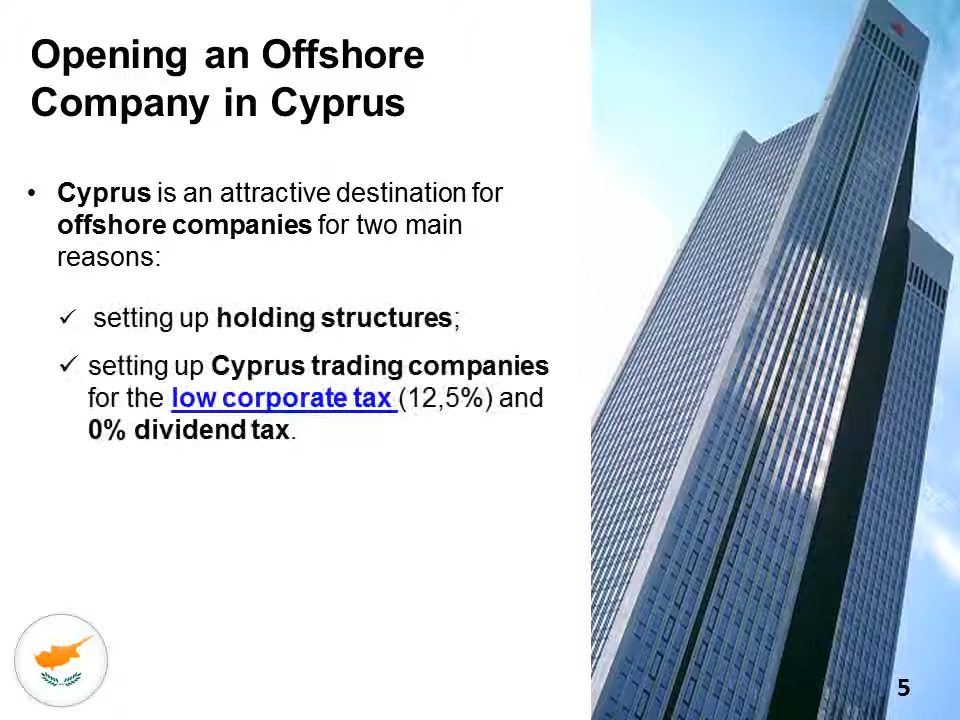 Opening an Offshore
Company in Cyprus
• Cyprus is an attractive destination for
offshore companies for two main
reasons:
✓ setting up holding structures;
✓ setting up Cyprus trading companies
for the low corporate tax (12,5%) and
0% dividend tax.
5